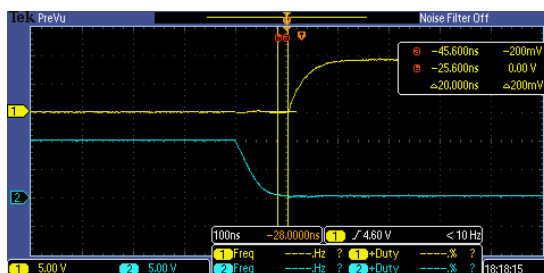 Tek PreVu Noise Filter Off
a −45.600ns −200mV
b −25.600ns 0.00 V
△20.000ns △200mV
1
2
100ns −28.0000ns 1 ∫ 4.60 V < 10 Hz
1 Freq ----.-- Hz ? 1 +Duty ----.-- % ?
1 5.00 V 2 5.00 V 2 Freq ----.-- Hz ? 2 +Duty ----.-- % ? 18:18:15